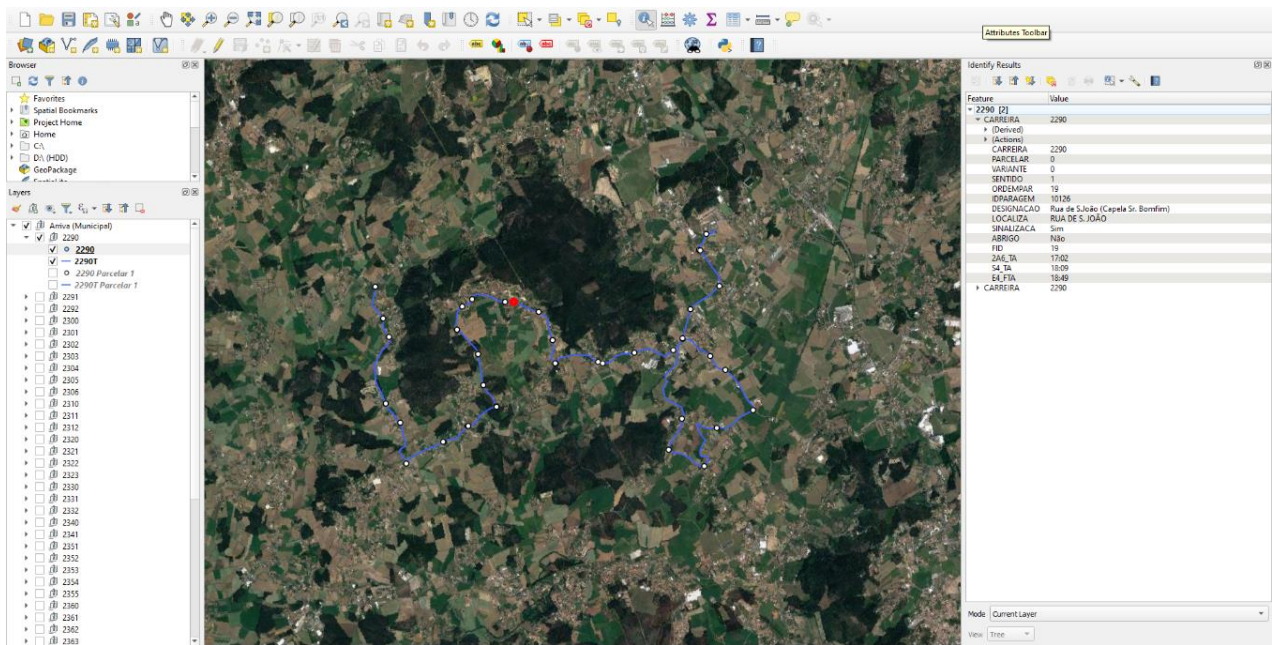 Attributes Toolbar
Browser
Favorites
Spatial Bookmarks
Project Home
Home
C:\
D:\ (HDD)
GeoPackage
SpatiaLite
Layers
Arriva (Municipal)
2290
2290
2290T
2290 Parcelar 1
2290T Parcelar 1
2291
2292
2300
2301
2302
2303
2304
2305
2306
2310
2311
2312
2320
2321
2322
2323
2330
2331
2332
2340
2341
2351
2352
2353
2354
2355
2360
2361
2362
2363
Identify Results
Feature Value
2290 [2]
CARREIRA 2290
(Derived)
(Actions)
CARREIRA 2290
PARCELAR 0
VARIANTE 0
SENTIDO 1
ORDEMPAR 19
IDPARAGEM 10126
DESIGNACAO Rua de S.João (Capela Sr. Bomfim)
LOCALIZA RUA DE S. JOÃO
SINALIZACA Sim
ABRIGO Não
FID 19
2A6_TA 17:02
S4_TA 18:09
E4_FTA 18:49
CARREIRA 2290
Mode Current Layer
View Tree